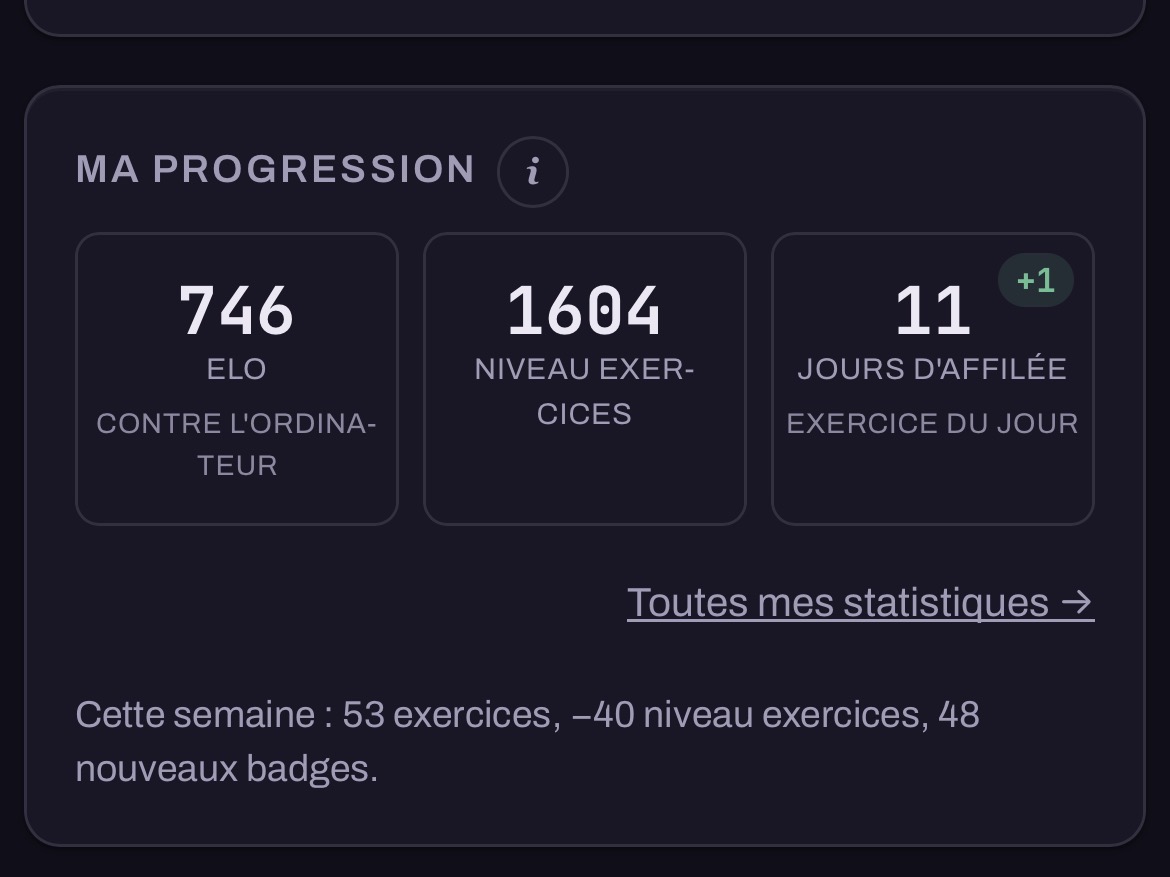 MA PROGRESSION i
746
ELO
CONTRE L'ORDINA-
TEUR
1604
NIVEAU EXER-
CICES
+1
11
JOURS D'AFFILÉE
EXERCICE DU JOUR
Toutes mes statistiques →
Cette semaine : 53 exercices, −40 niveau exercices, 48
nouveaux badges.